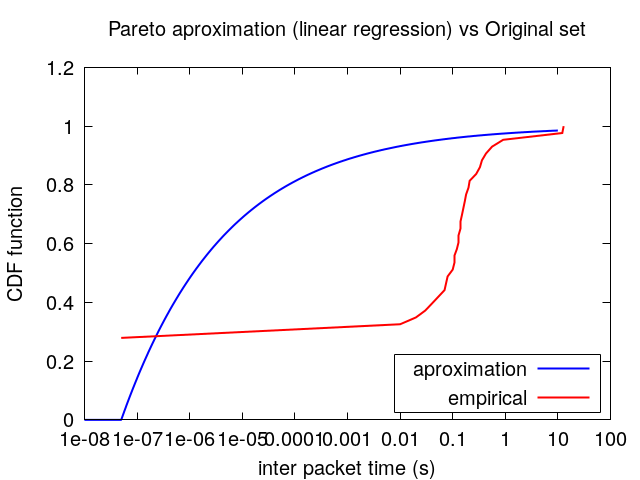 Pareto aproximation (linear regression) vs Original set
1.2
1
0.8
0.6
0.4
0.2
0
CDF function
aproximation
empirical
1e-08 1e-07 1e-06 1e-05 0.0001 0.001 0.01 0.1 1 10 100
inter packet time (s)